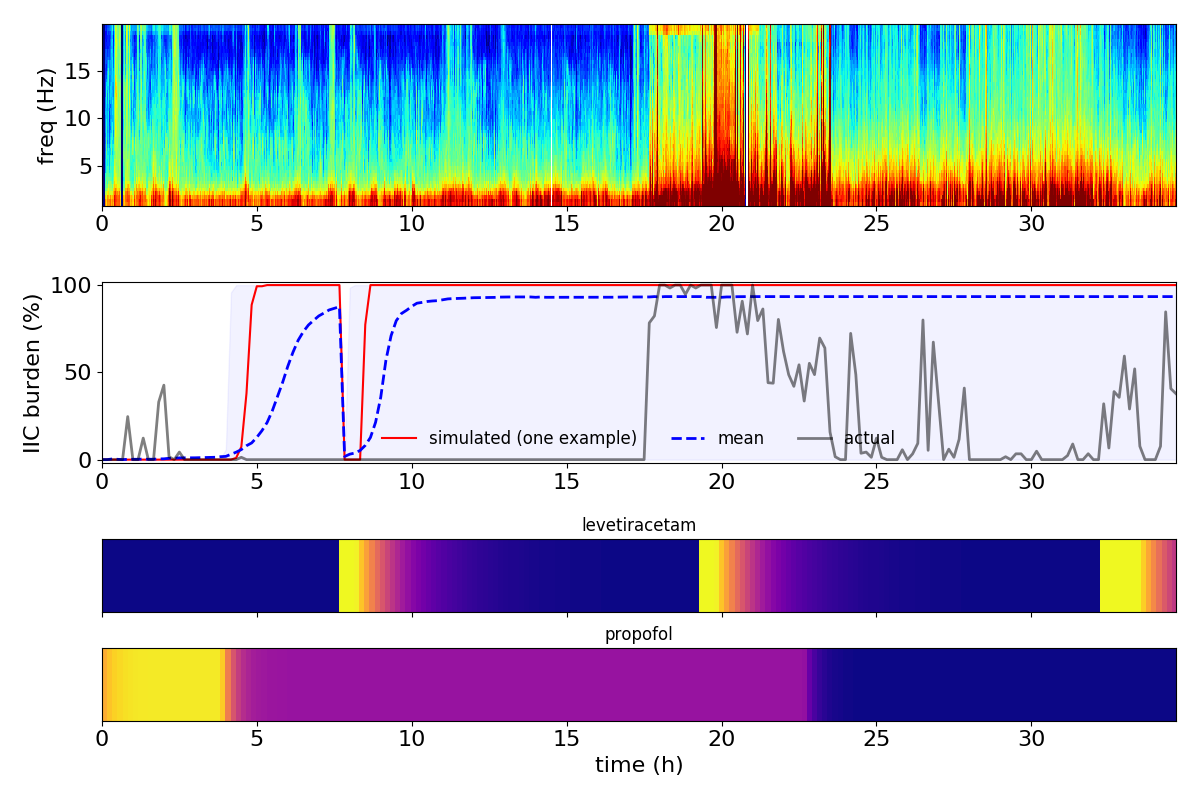 freq (Hz)
15
10
5
0 5 10 15 20 25 30
IIC burden (%)
100
50
0
simulated (one example) mean actual
0 5 10 15 20 25 30
levetiracetam
propofol
0 5 10 15 20 25 30
time (h)